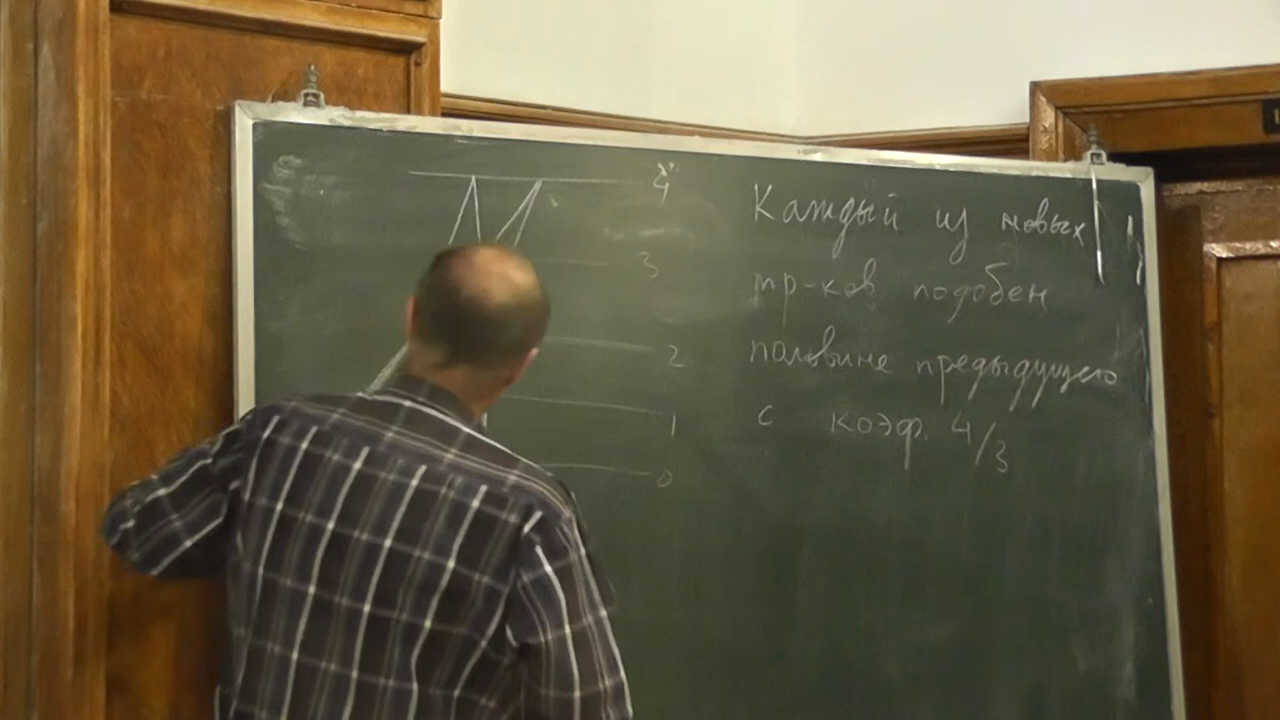 4
3
2
1
0
Каждый из новых
тр-ков подобен
половине предыдущего
с коэф. 4/3